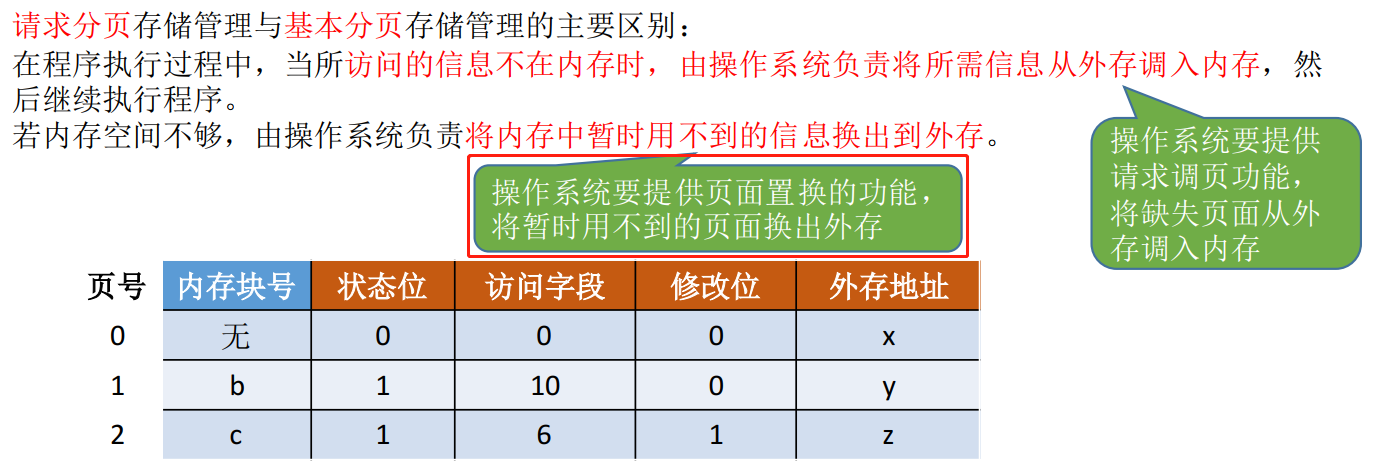 请求分页存储管理与基本分页存储管理的主要区别：
在程序执行过程中，当所访问的信息不在内存时，由操作系统负责将所需信息从外存调入内存，然
后继续执行程序。
若内存空间不够，由操作系统负责将内存中暂时用不到的信息换出到外存。
操作系统要提供
请求调页功能，
将缺失页面从外
存调入内存
操作系统要提供页面置换的功能，
将暂时用不到的页面换出外存
页号 内存块号 状态位 访问字段 修改位 外存地址
0 无 0 0 0 x
1 b 1 10 0 y
2 c 1 6 1 z